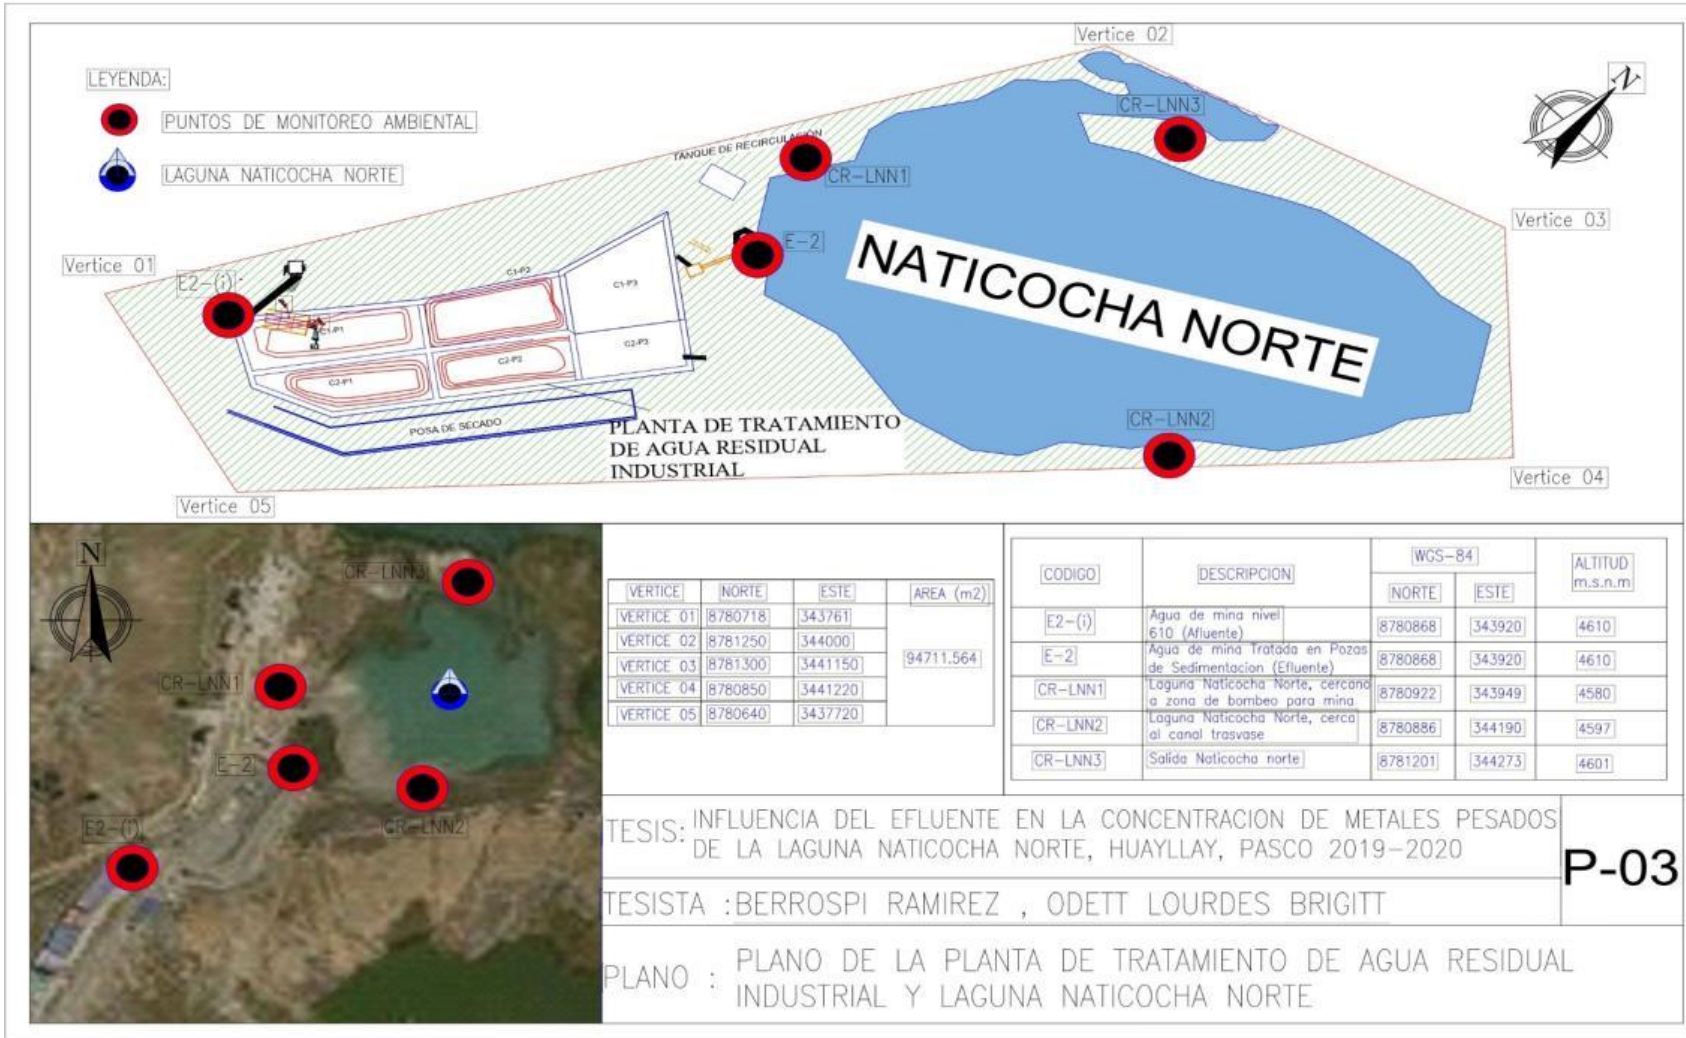 Vertice 02
LEYENDA:
PUNTOS DE MONITOREO AMBIENTAL
LAGUNA NATICOCHA NORTE
N
CR-LNN3
TANQUE DE RECIRCULACIÓN
CR-LNN1
Vertice 03
E-2
Vertice 01
E2-(i)
C1-P2
C1-P3
C1-P1
C2-P3
C2-P2
C2-P1
NATICOCHA NORTE
POSA DE SECADO
PLANTA DE TRATAMIENTO
DE AGUA RESIDUAL
INDUSTRIAL
CR-LNN2
Vertice 04
Vertice 05
N
CR-LNN3
CR-LNN1
E-2
CR-LNN2
E2-(i)
VERTICE NORTE ESTE AREA (m2)
VERTICE 01 8780718 343761
VERTICE 02 8781250 344000
VERTICE 03 8781300 3441150
94711.564
VERTICE 04 8780850 3441220
VERTICE 05 8780640 3437720
CODIGO DESCRIPCION WGS-84 ALTITUD
m.s.n.m
NORTE ESTE
E2-(i) Agua de mina nivel
610 (Afluente) 8780868 343920 4610
E-2 Agua de mina Tratada en Pozas
de Sedimentacion (Efluente) 8780868 343920 4610
CR-LNN1 Laguna Naticocha Norte, cercano
a zona de bombeo para mina 8780922 343949 4580
CR-LNN2 Laguna Naticocha Norte, cerca
al canal trasvase 8780886 344190 4597
CR-LNN3 Salida Naticocha norte 8781201 344273 4601
TESIS: INFLUENCIA DEL EFLUENTE EN LA CONCENTRACION DE METALES PESADOS
DE LA LAGUNA NATICOCHA NORTE, HUAYLLAY, PASCO 2019-2020
P-03
TESISTA : BERROSPI RAMIREZ , ODETT LOURDES BRIGITT
PLANO : PLANO DE LA PLANTA DE TRATAMIENTO DE AGUA RESIDUAL
INDUSTRIAL Y LAGUNA NATICOCHA NORTE